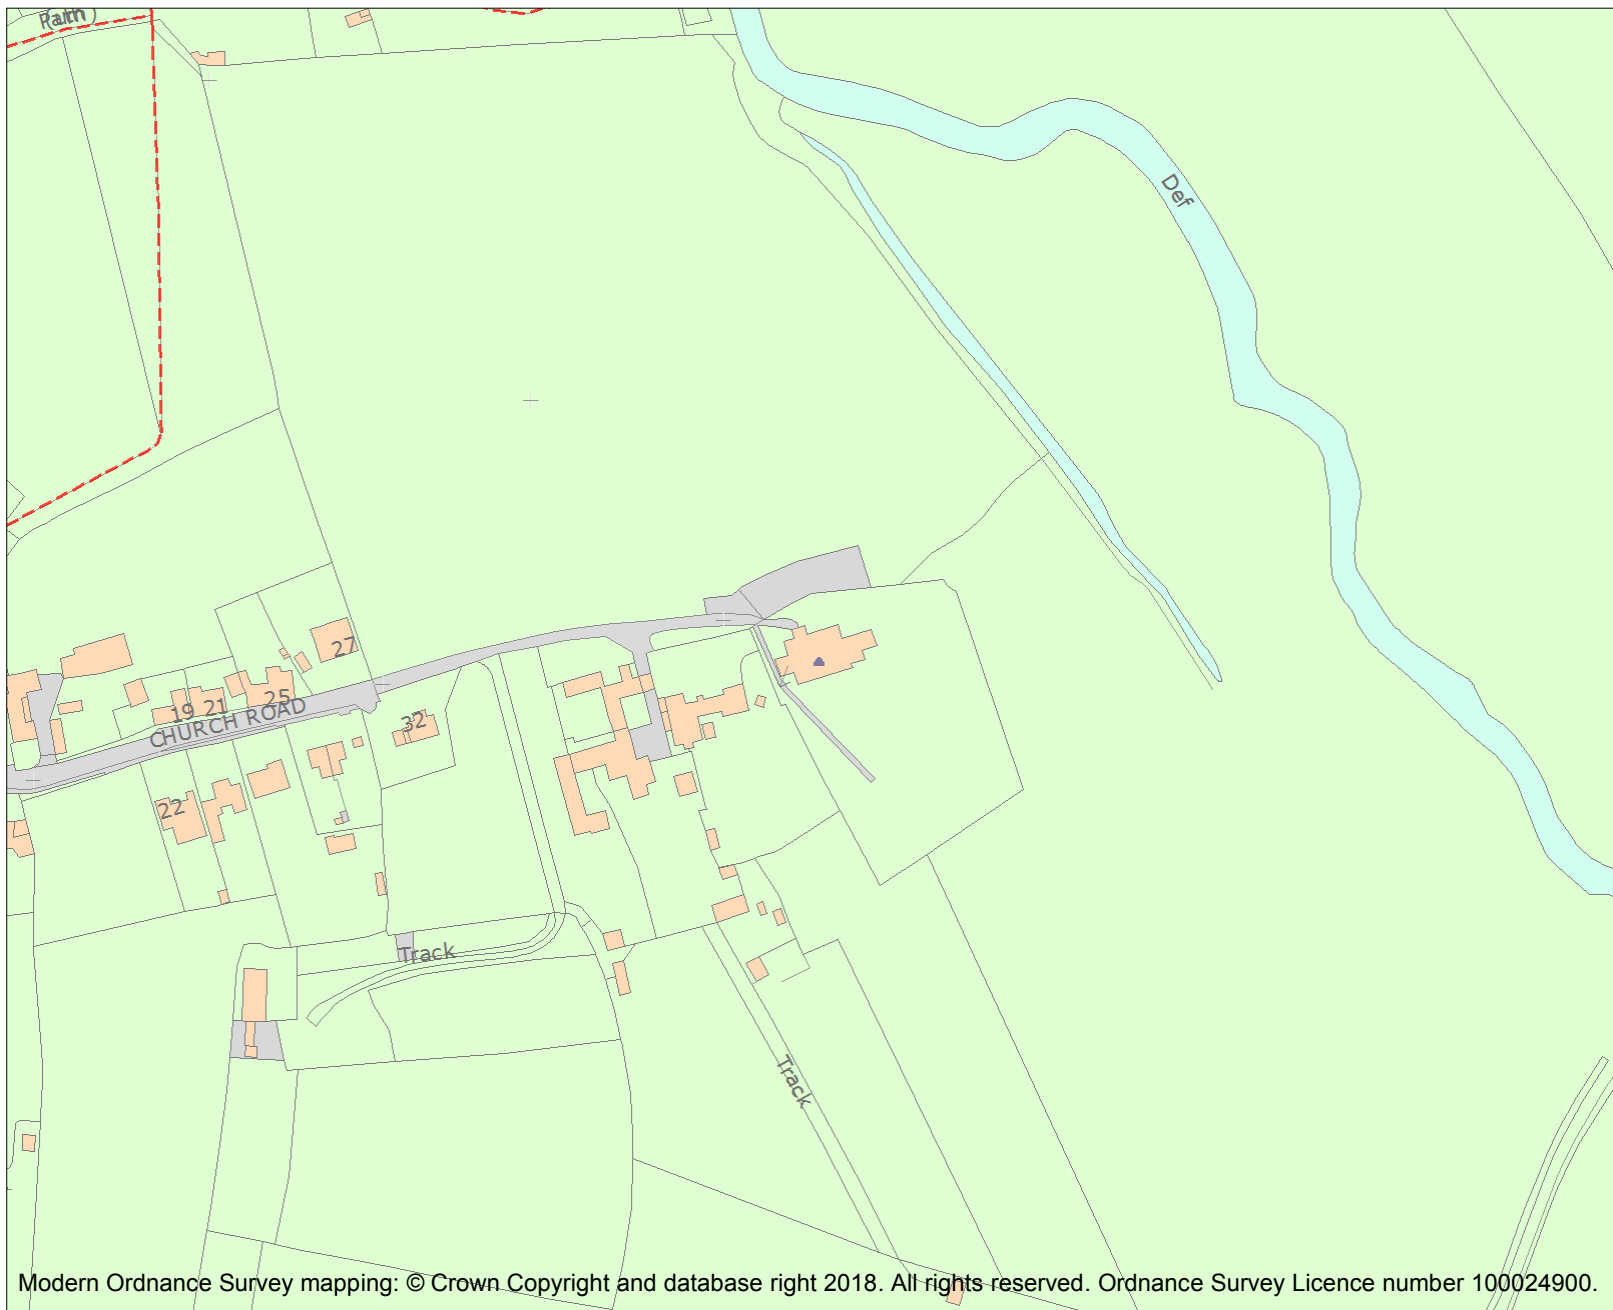 Def
27
25
19 21
CHURCH ROAD
32
22
Track
Track
Modern Ordnance Survey mapping: © Crown Copyright and database right 2018. All rights reserved. Ordnance Survey Licence number 100024900.